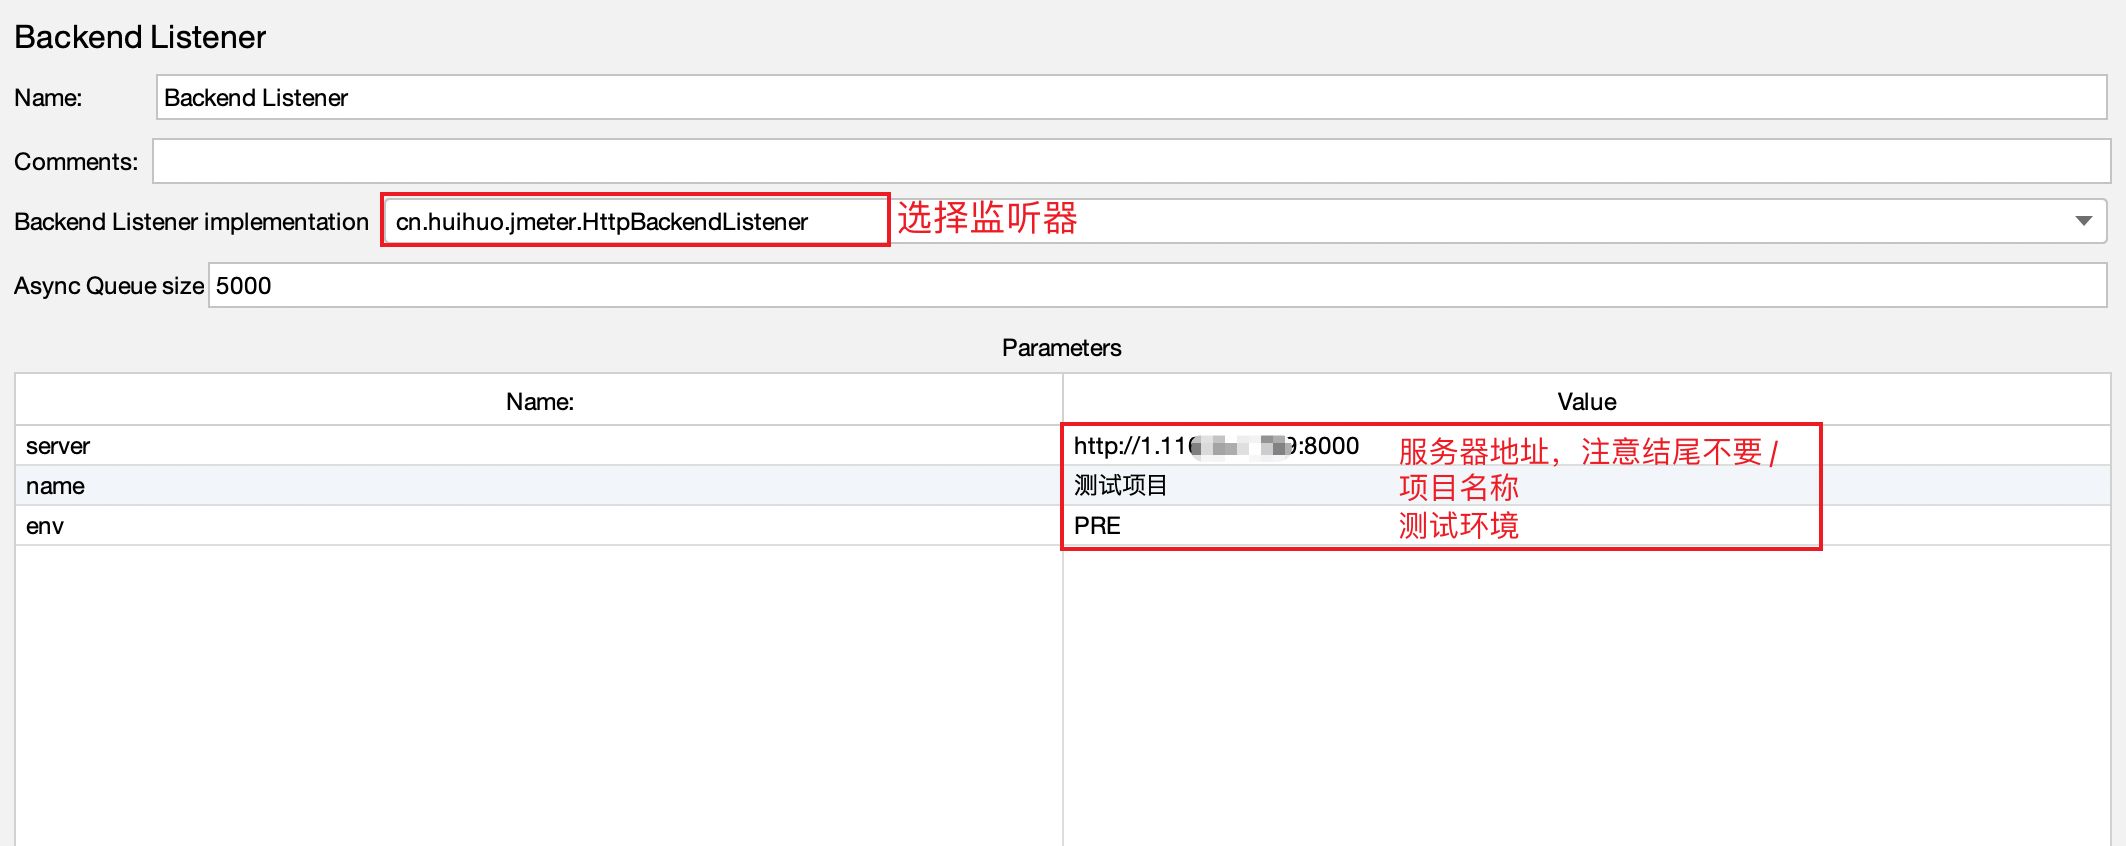 Backend Listener
Name: Backend Listener
Comments:
Backend Listener implementation cn.huihuo.jmeter.HttpBackendListener 选择监听器
Async Queue size 5000
Parameters
Name: Value
server http://1.11 :8000 服务器地址，注意结尾不要 /
name 测试项目 项目名称
env PRE 测试环境